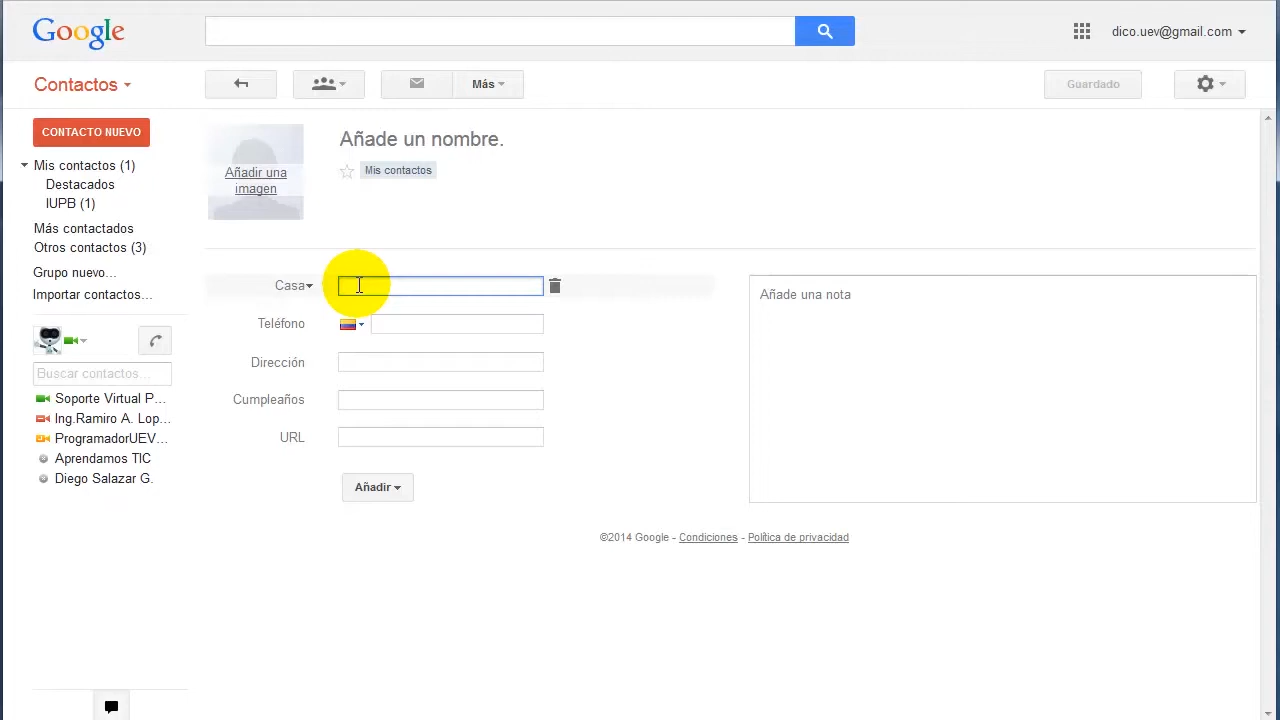 Google
dico.uev@gmail.com
Contactos
Más
Guardado
CONTACTO NUEVO
Mis contactos (1)
Destacados
IUPB (1)
Más contactados
Otros contactos (3)
Grupo nuevo...
Importar contactos...
Buscar contactos...
Soporte Virtual P...
Ing.Ramiro A. Lop...
ProgramadorUEV...
Aprendamos TIC
Diego Salazar G.
Añadir una
imagen
Añade un nombre.
Mis contactos
Casa
Teléfono
Dirección
Cumpleaños
URL
Añadir
Añade una nota
©2014 Google - Condiciones - Política de privacidad